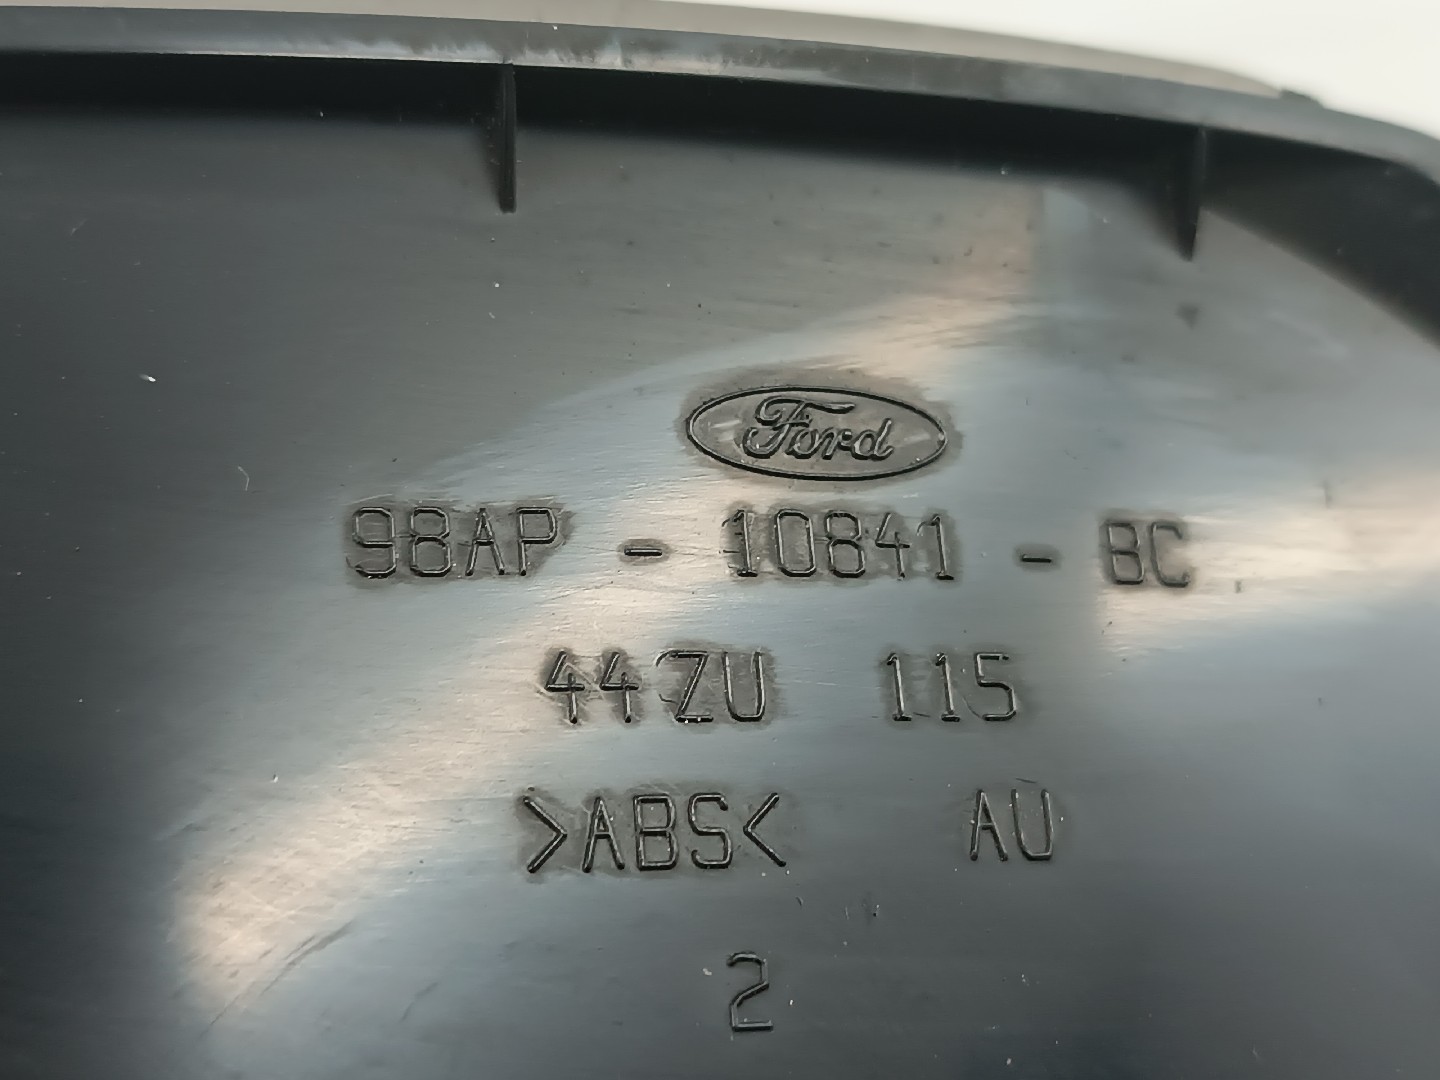 Ford
98AP - 10841 - BC
44ZU 115
>ABS< AU
2